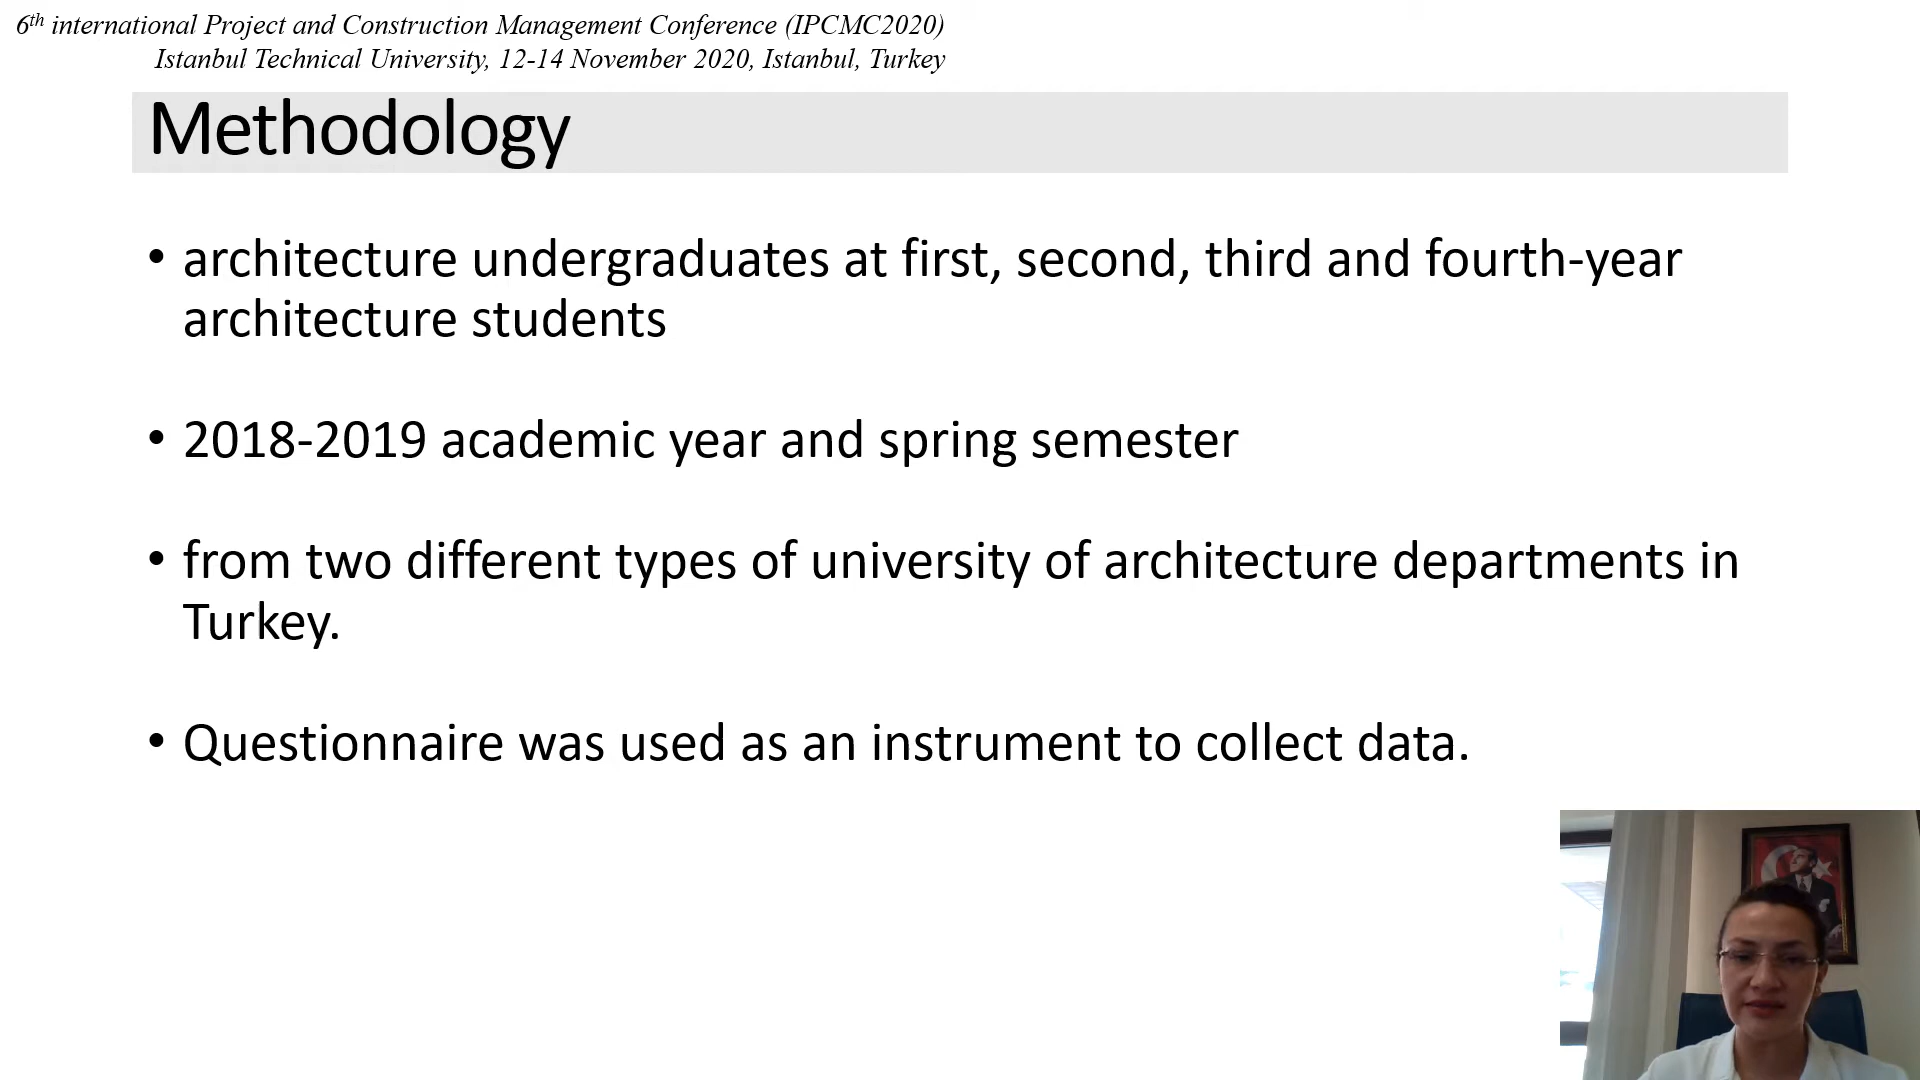 6th international Project and Construction Management Conference (IPCMC2020)
Istanbul Technical University, 12-14 November 2020, Istanbul, Turkey
Methodology
• architecture undergraduates at first, second, third and fourth-year
architecture students
• 2018-2019 academic year and spring semester
• from two different types of university of architecture departments in
Turkey.
• Questionnaire was used as an instrument to collect data.